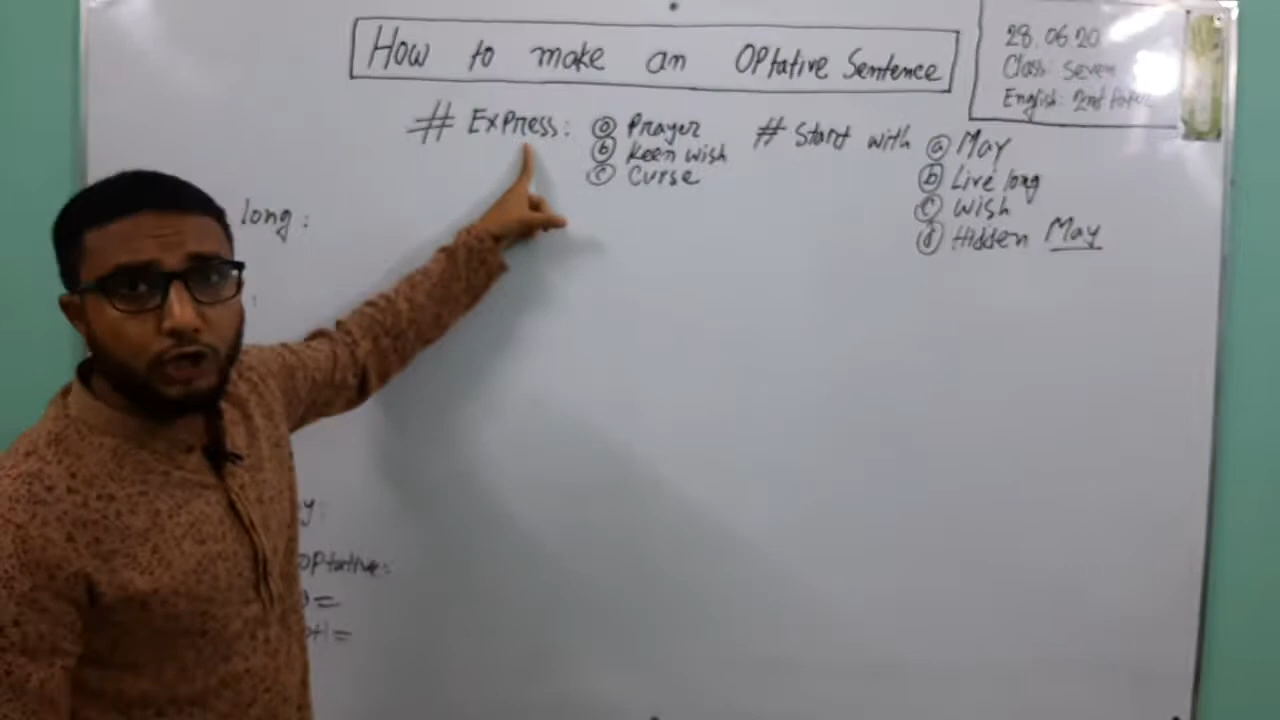 How to make an OPtative Sentence
28.06.20
Class: Seven
English: 2nd Paper
# Express: ⓐ Prayer
ⓑ Keen wish
ⓒ Curse
# Start with ⓐ May
ⓑ Live long
ⓒ Wish
ⓓ Hidden May
long :
OPtative: